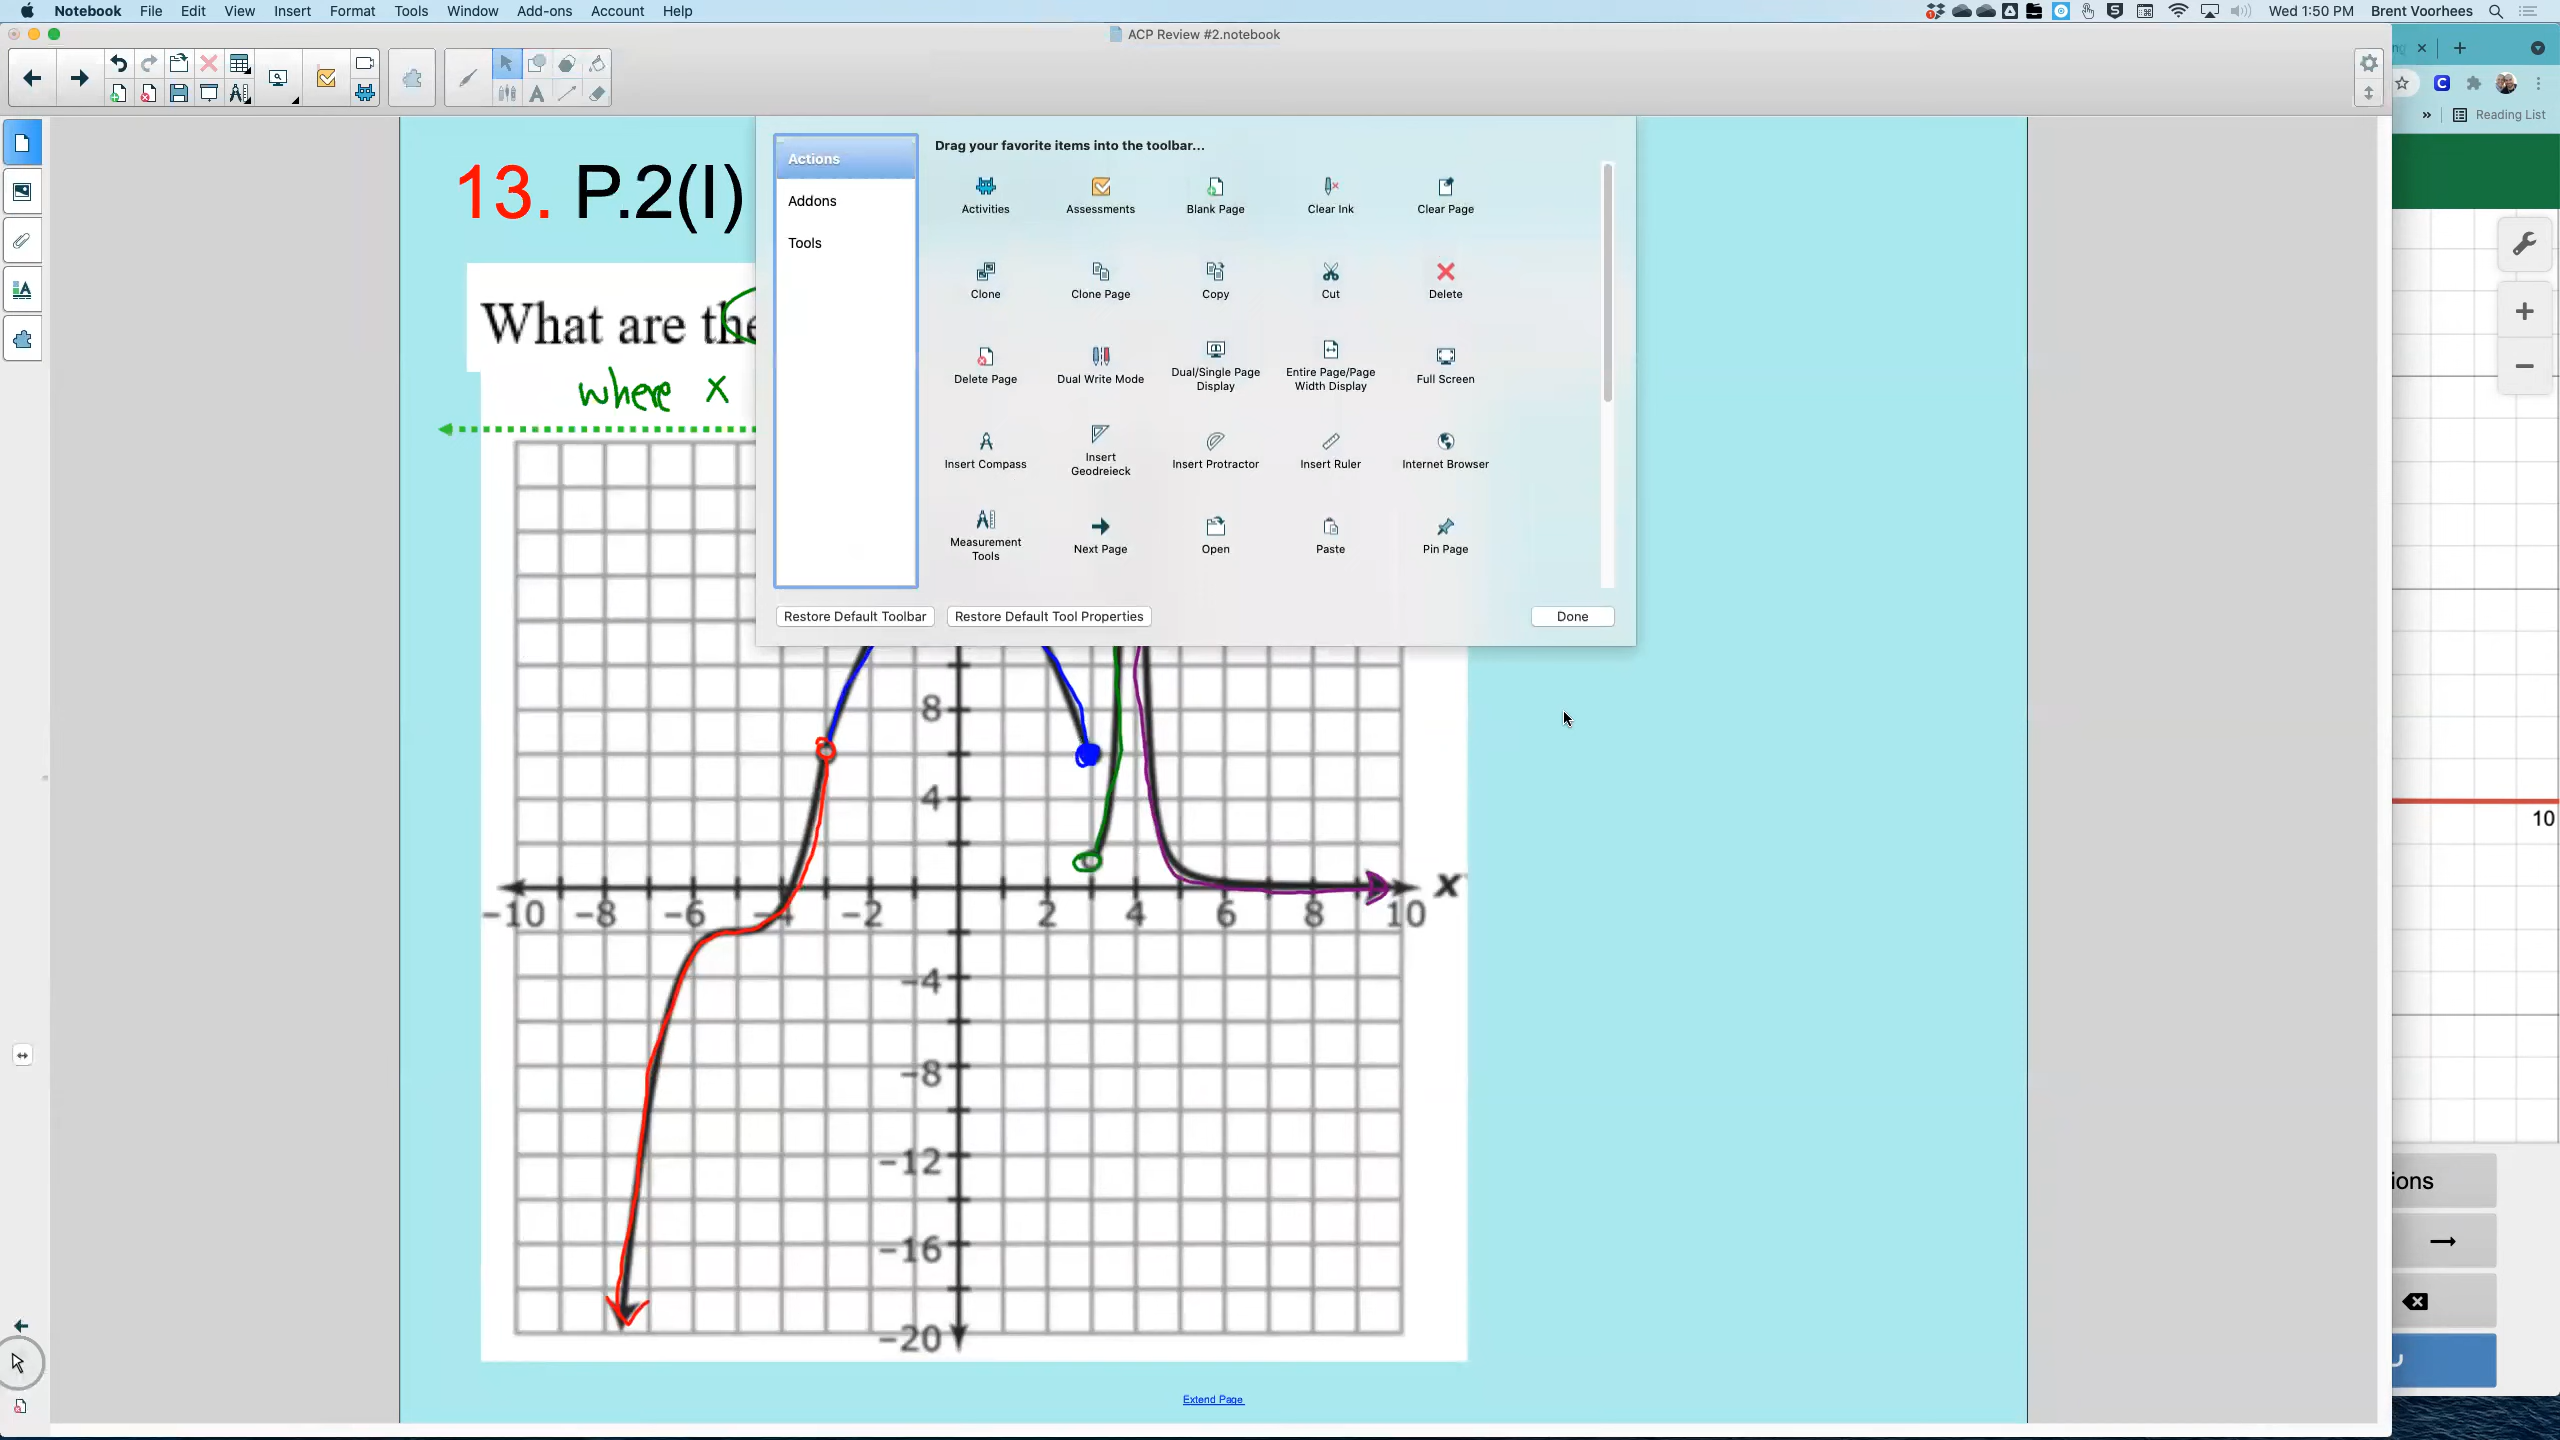 Notebook File Edit View Insert Format Tools Window Add-ons Account Help
Wed 1:50 PM Brent Voorhees
ACP Review #2.notebook
Reading List
13. P.2(I)
What are the
where x
Drag your favorite items into the toolbar...
Actions
Addons
Tools
Activities Assessments Blank Page Clear Ink Clear Page
Clone Clone Page Copy Cut Delete
Delete Page Dual Write Mode Dual/Single Page Display Entire Page/Page Width Display Full Screen
Insert Compass Insert Geodreieck Insert Protractor Insert Ruler Internet Browser
Measurement Tools Next Page Open Paste Pin Page
Restore Default Toolbar Restore Default Tool Properties Done
8
4
-10 -8 -6 -4 -2 2 4 6 8 10 x
-4
-8
-12
-16
-20
Extend Page
10
ions